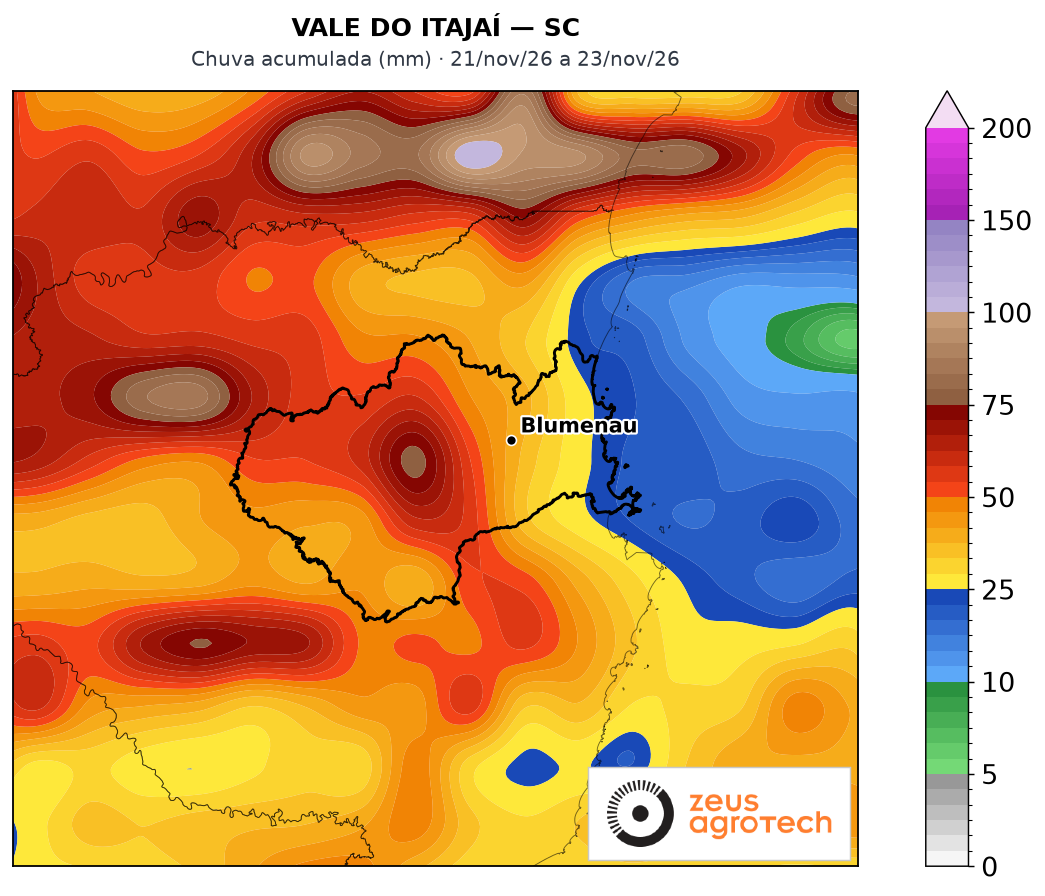 VALE DO ITAJAÍ — SC
Chuva acumulada (mm) · 21/nov/26 a 23/nov/26
200
150
100
75
50
25
10
5
0
Blumenau
zeus
agrotech